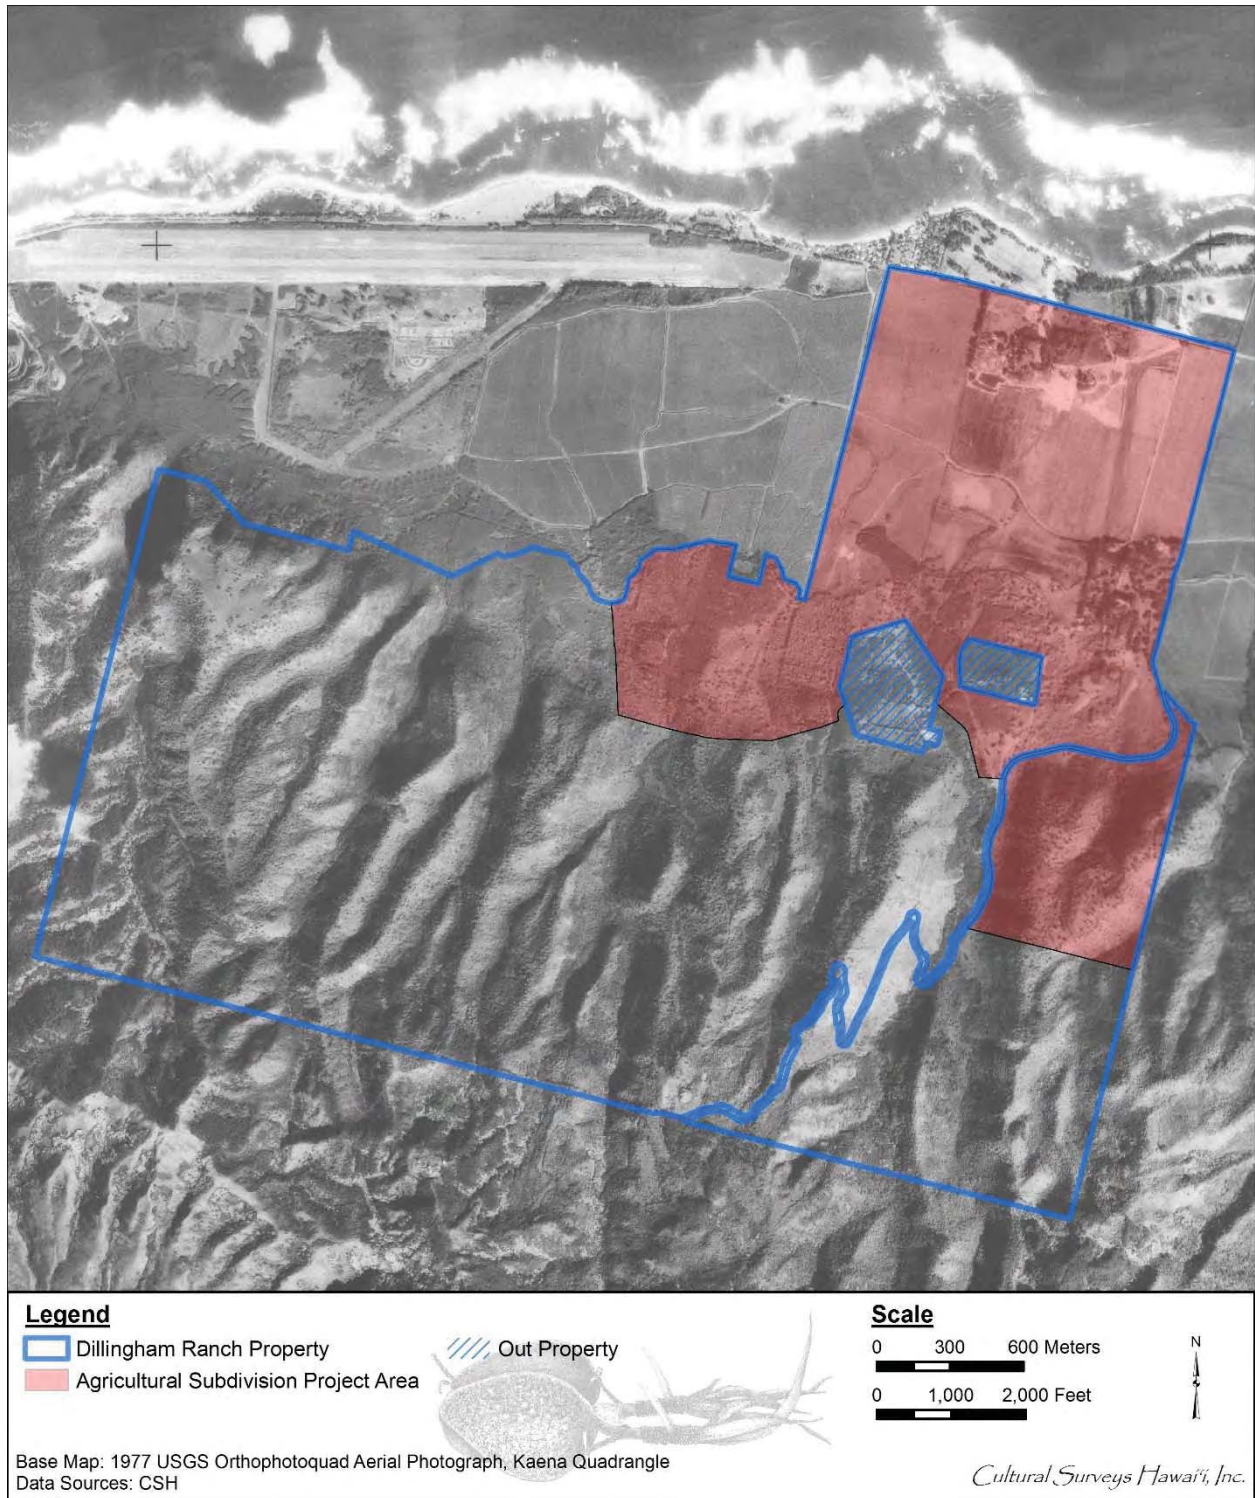 Legend
Dillingham Ranch Property
Out Property
Agricultural Subdivision Project Area
Scale
0 300 600 Meters
0 1,000 2,000 Feet
N
Base Map: 1977 USGS Orthophotoquad Aerial Photograph, Kaena Quadrangle
Data Sources: CSH
Cultural Surveys Hawai‘i, Inc.